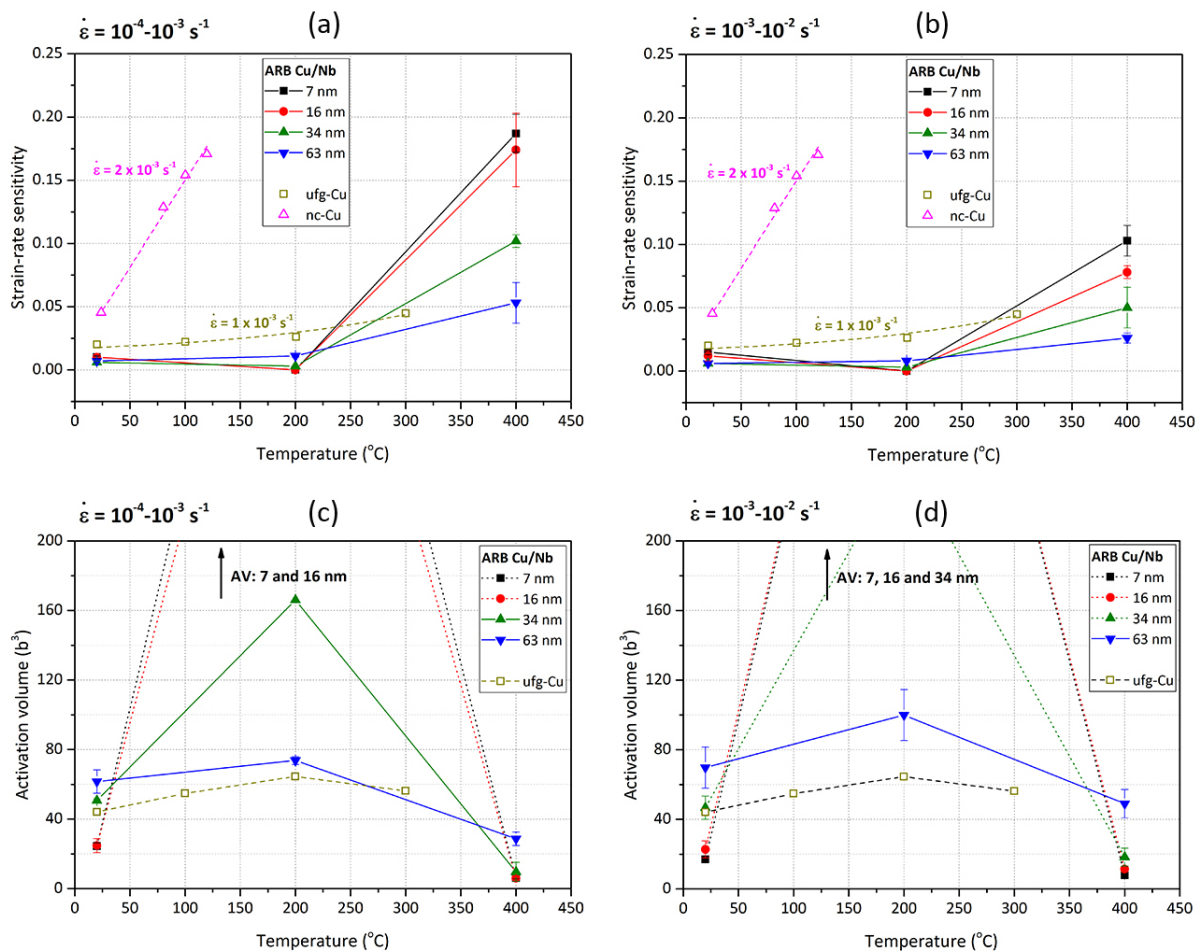 ε̇ = 10⁻⁴-10⁻³ s⁻¹
(a)
0.25
0.20
0.15
0.10
0.05
0.00
Strain-rate sensitivity
ARB Cu/Nb
7 nm
16 nm
34 nm
63 nm
ufg-Cu
nc-Cu
ε̇ = 2 x 10⁻³ s⁻¹
ε̇ = 1 x 10⁻³ s⁻¹
0 50 100 150 200 250 300 350 400 450
Temperature (°C)
ε̇ = 10⁻³-10⁻² s⁻¹
(b)
0.25
0.20
0.15
0.10
0.05
0.00
Strain-rate sensitivity
ARB Cu/Nb
7 nm
16 nm
34 nm
63 nm
ufg-Cu
nc-Cu
ε̇ = 2 x 10⁻³ s⁻¹
ε̇ = 1 x 10⁻³ s⁻¹
0 50 100 150 200 250 300 350 400 450
Temperature (°C)
ε̇ = 10⁻⁴-10⁻³ s⁻¹
(c)
200
160
120
80
40
0
Activation volume (b³)
AV: 7 and 16 nm
ARB Cu/Nb
7 nm
16 nm
34 nm
63 nm
ufg-Cu
0 50 100 150 200 250 300 350 400 450
Temperature (°C)
ε̇ = 10⁻³-10⁻² s⁻¹
(d)
200
160
120
80
40
0
Activation volume (b³)
AV: 7, 16 and 34 nm
ARB Cu/Nb
7 nm
16 nm
34 nm
63 nm
ufg-Cu
0 50 100 150 200 250 300 350 400 450
Temperature (°C)